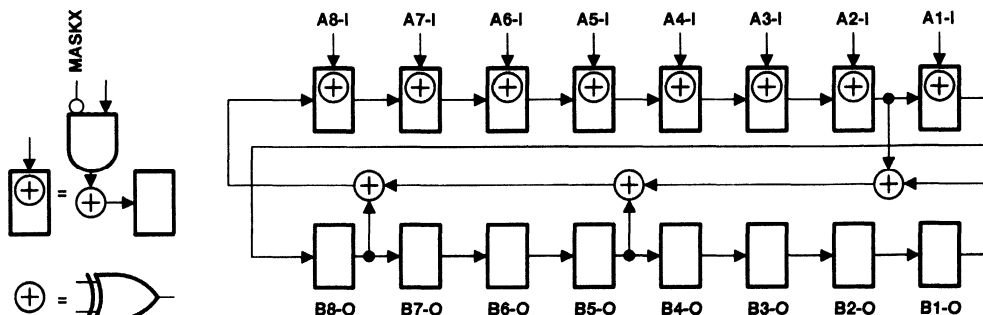 MASKX
A8-I A7-I A6-I A5-I A4-I A3-I A2-I A1-I
=
=
B8-O B7-O B6-O B5-O B4-O B3-O B2-O B1-O